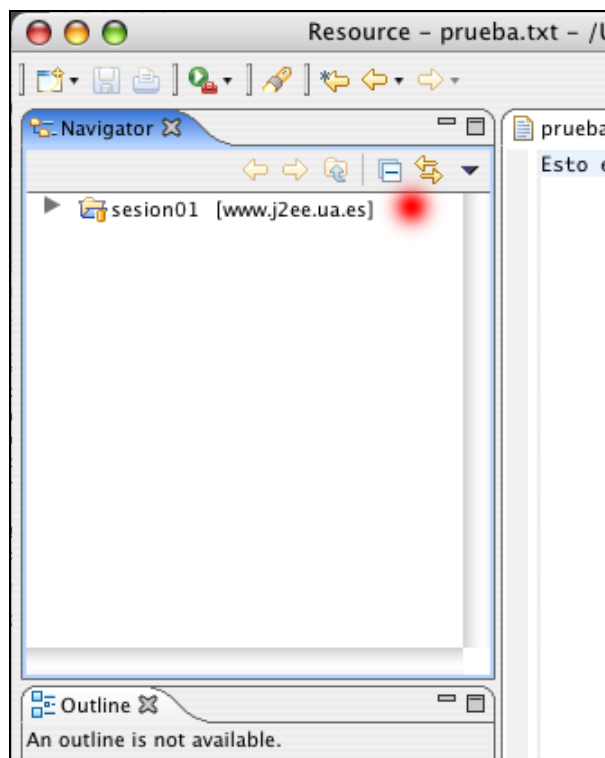 Resource – prueba.txt – /U
Navigator
prueba
Esto e
sesion01 [www.j2ee.ua.es]
Outline
An outline is not available.